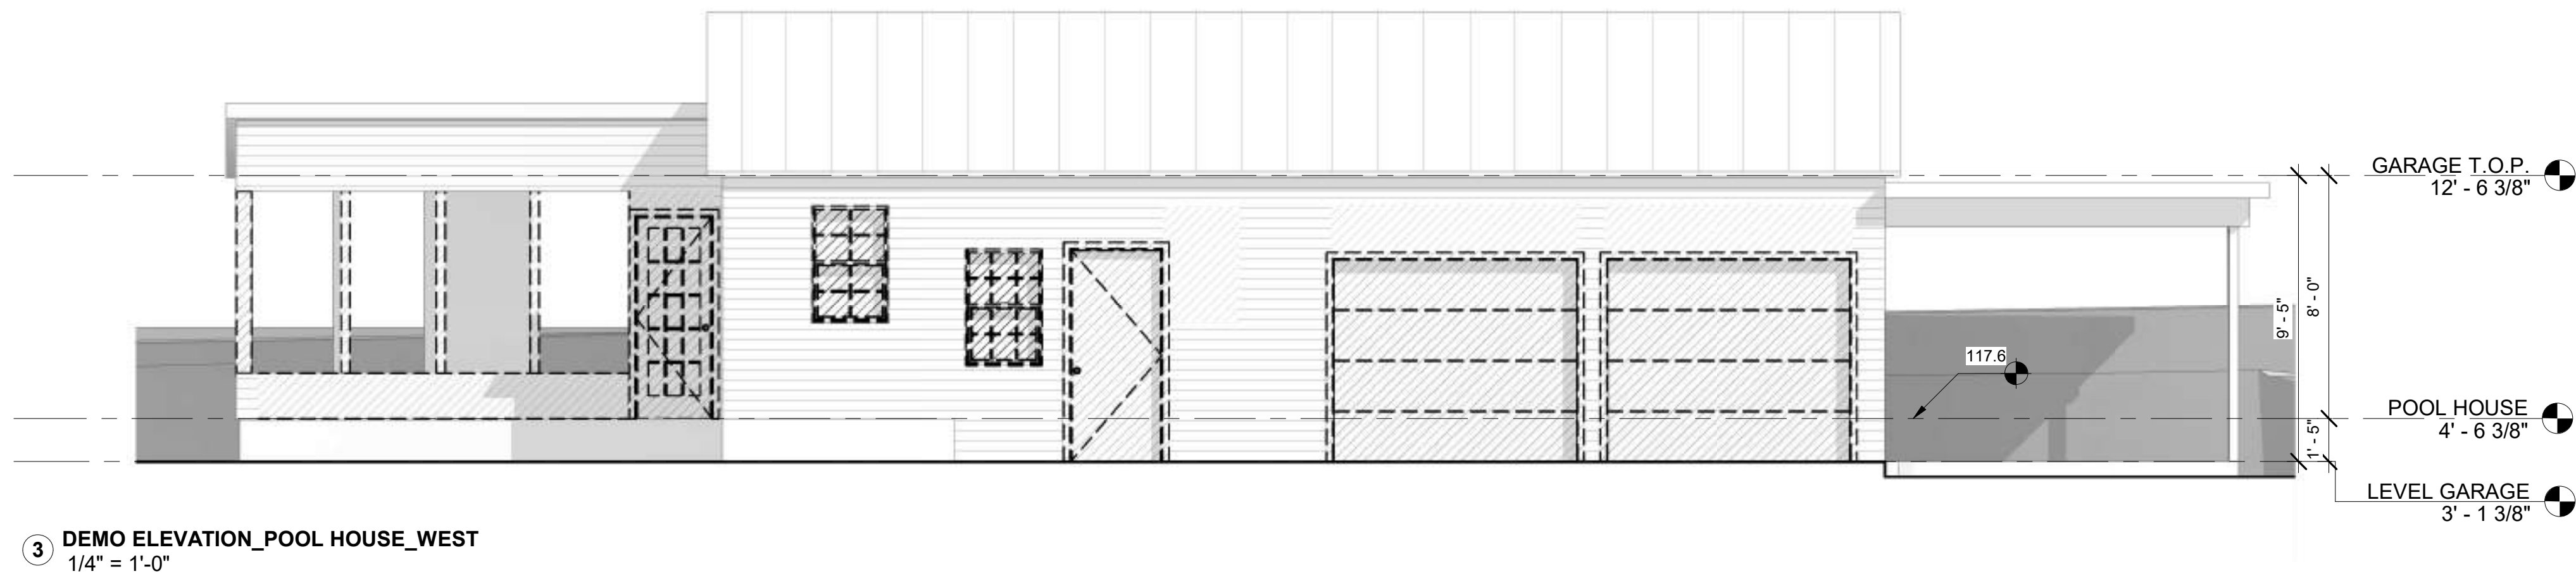 GARAGE T.O.P.
12' - 6 3/8"
9' - 5"
8' - 0"
117.6
POOL HOUSE
4' - 6 3/8"
1' - 5"
LEVEL GARAGE
3' - 1 3/8"
3 DEMO ELEVATION_POOL HOUSE_WEST
1/4" = 1'-0"